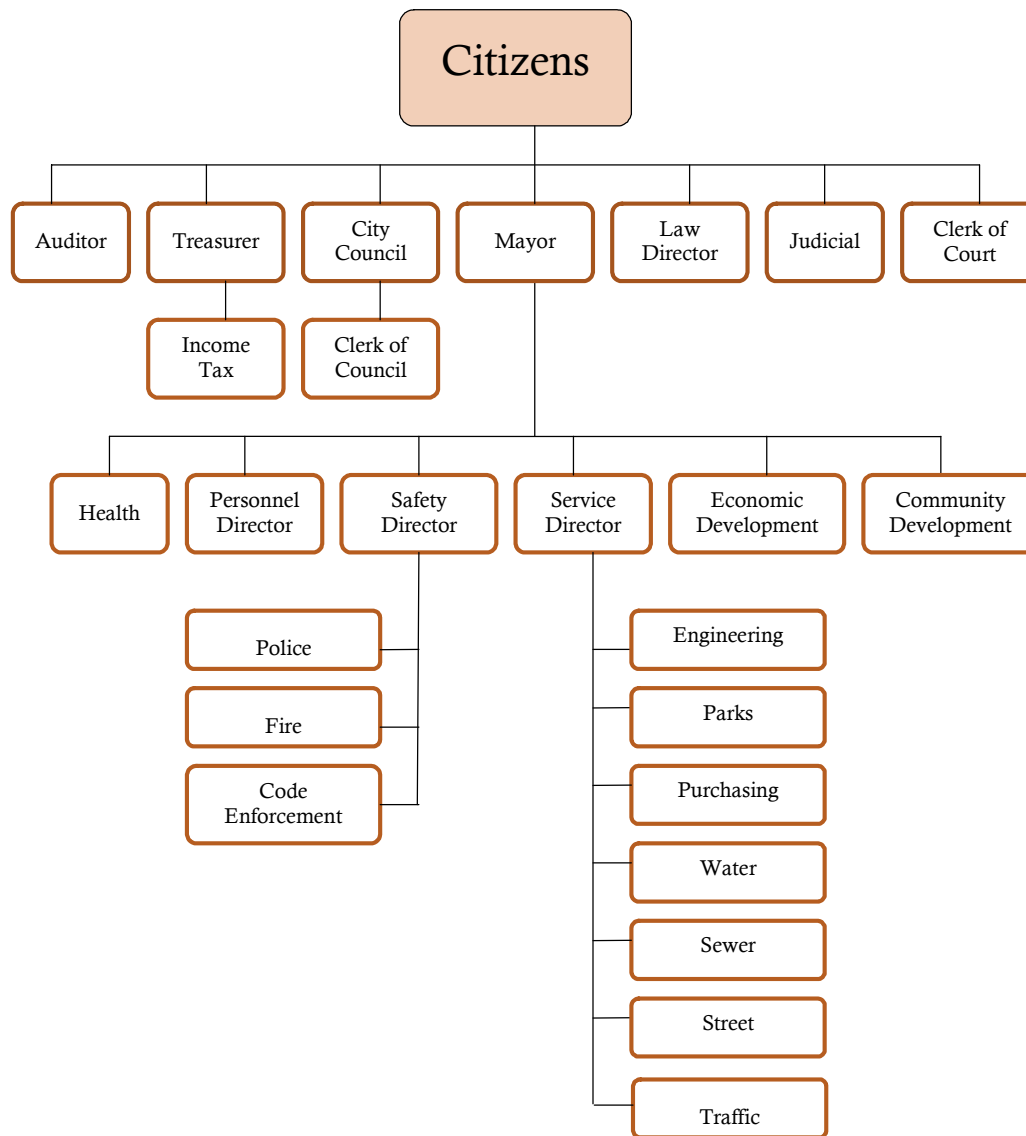 Citizens
Auditor
Treasurer
City
Council
Mayor
Law
Director
Judicial
Clerk of
Court
Income
Tax
Clerk of
Council
Health
Personnel
Director
Safety
Director
Service
Director
Economic
Development
Community
Development
Police
Fire
Code
Enforcement
Engineering
Parks
Purchasing
Water
Sewer
Street
Traffic